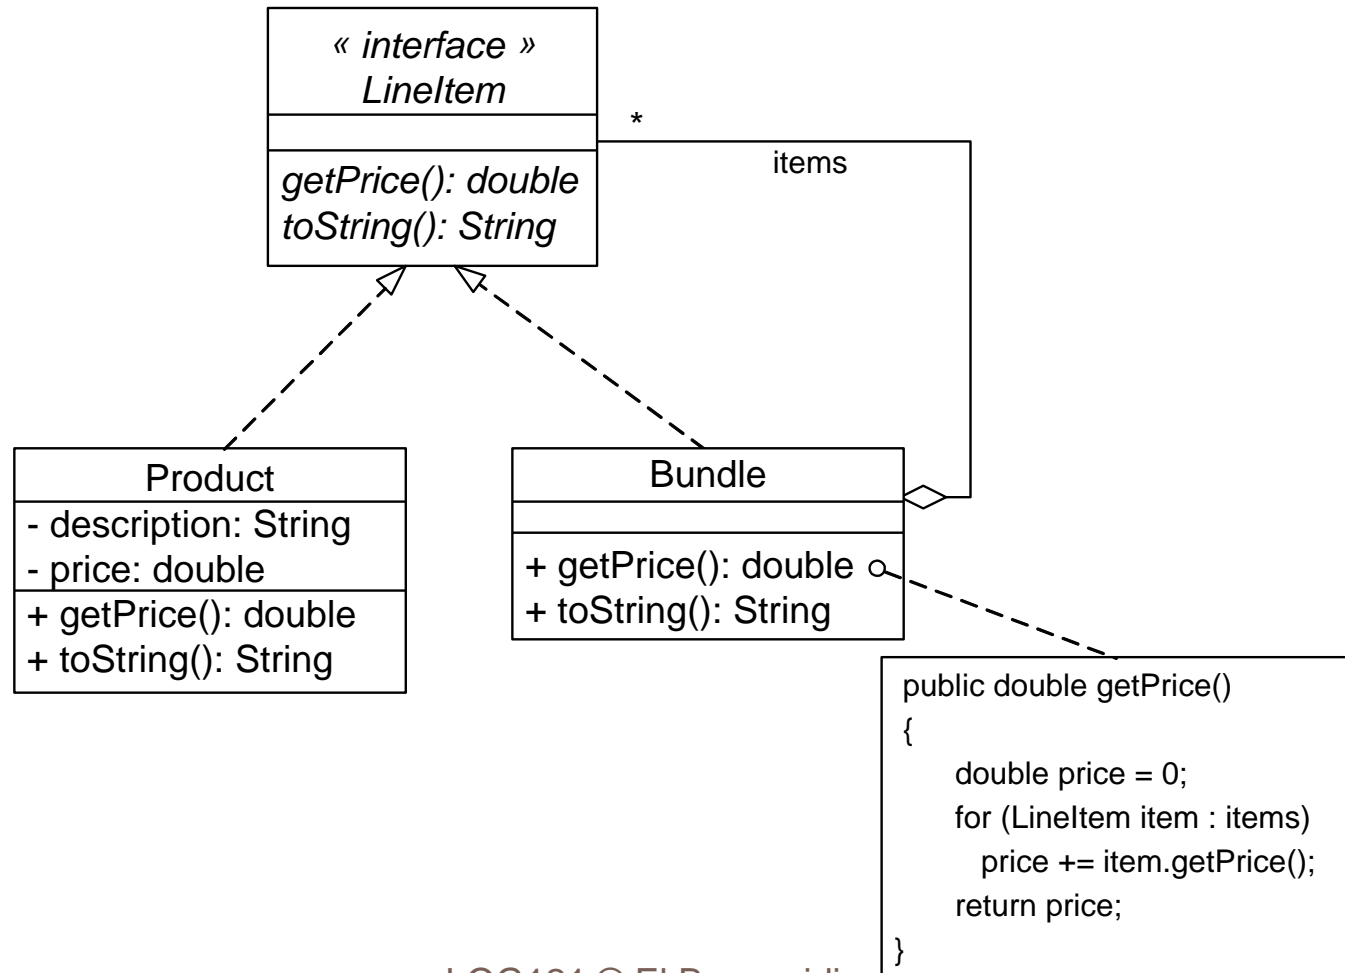 « interface »
LineItem
getPrice(): double
toString(): String
*
items
Product
- description: String
- price: double
+ getPrice(): double
+ toString(): String
Bundle
+ getPrice(): double
+ toString(): String
public double getPrice()
{
double price = 0;
for (LineItem item : items)
price += item.getPrice();
return price;
}